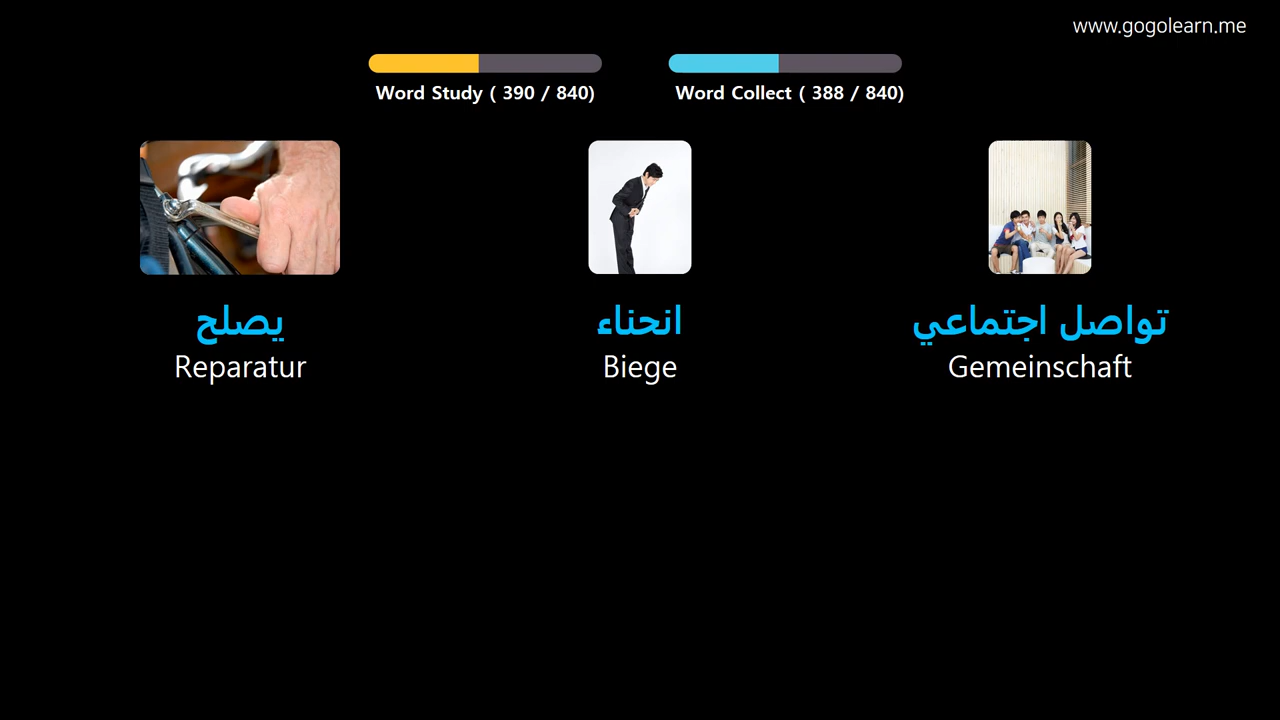 www.gogolearn.me
Word Study ( 390 / 840)
Word Collect ( 388 / 840)
يصلح
Reparatur
انحناء
Biege
تواصل اجتماعي
Gemeinschaft